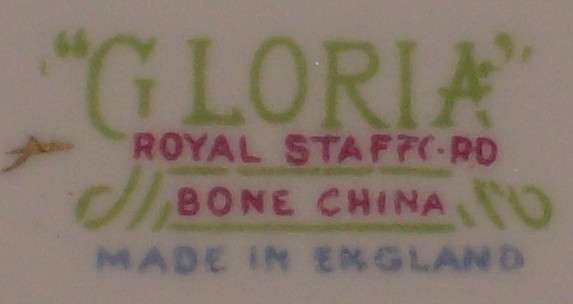 "GLORIA"
ROYAL STAFFORD
BONE CHINA
MADE IN ENGLAND